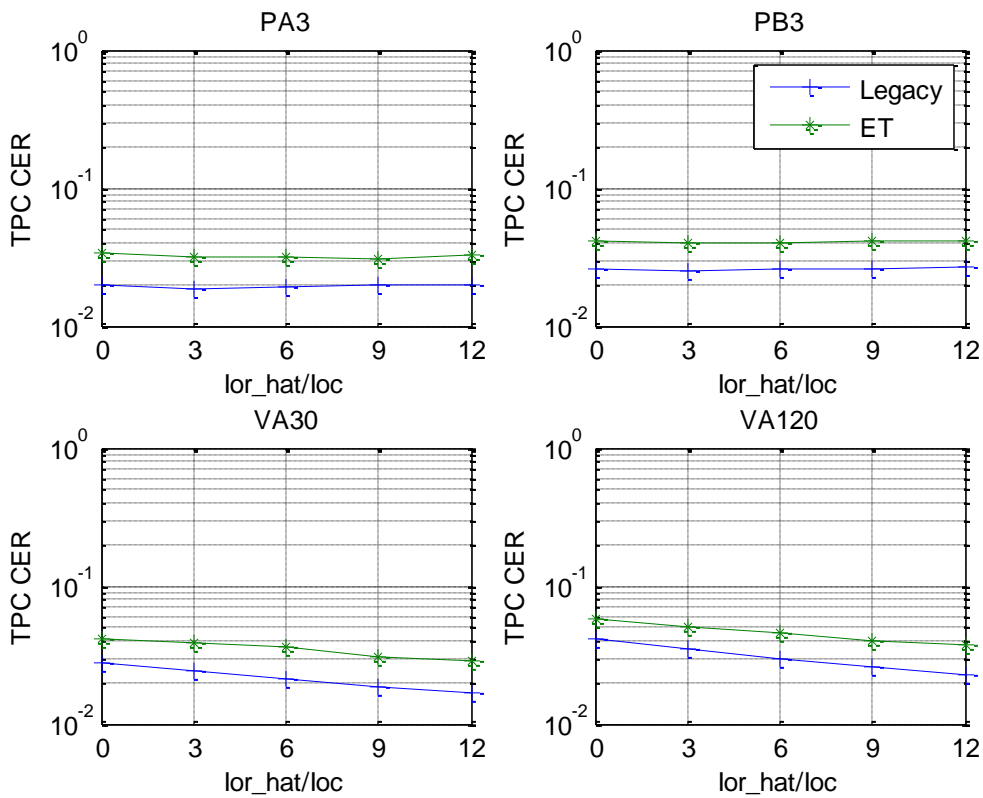 PA3
10^0
10^-1
10^-2
TPC CER
0 3 6 9 12
Ior_hat/Ioc
PB3
10^0
10^-1
10^-2
TPC CER
Legacy
ET
0 3 6 9 12
Ior_hat/Ioc
VA30
10^0
10^-1
10^-2
TPC CER
0 3 6 9 12
Ior_hat/Ioc
VA120
10^0
10^-1
10^-2
TPC CER
0 3 6 9 12
Ior_hat/Ioc